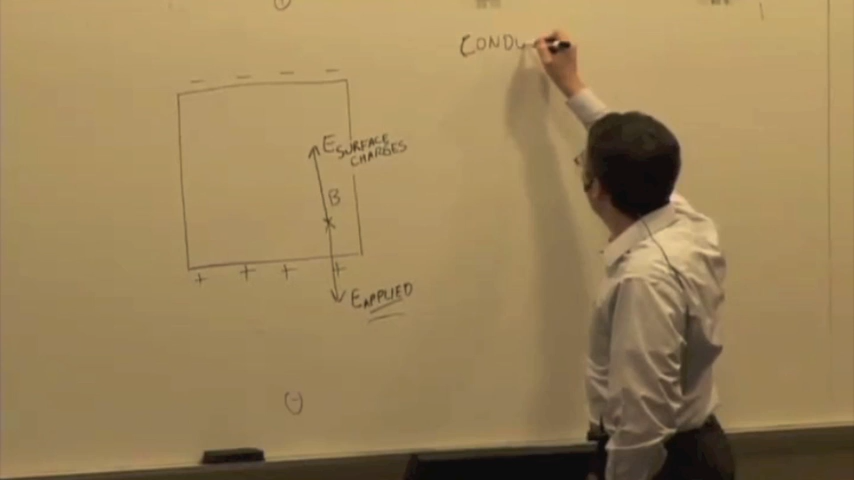 CONDU
- - - -
E SURFACE
CHARGES
B
+ + + +
E APPLIED